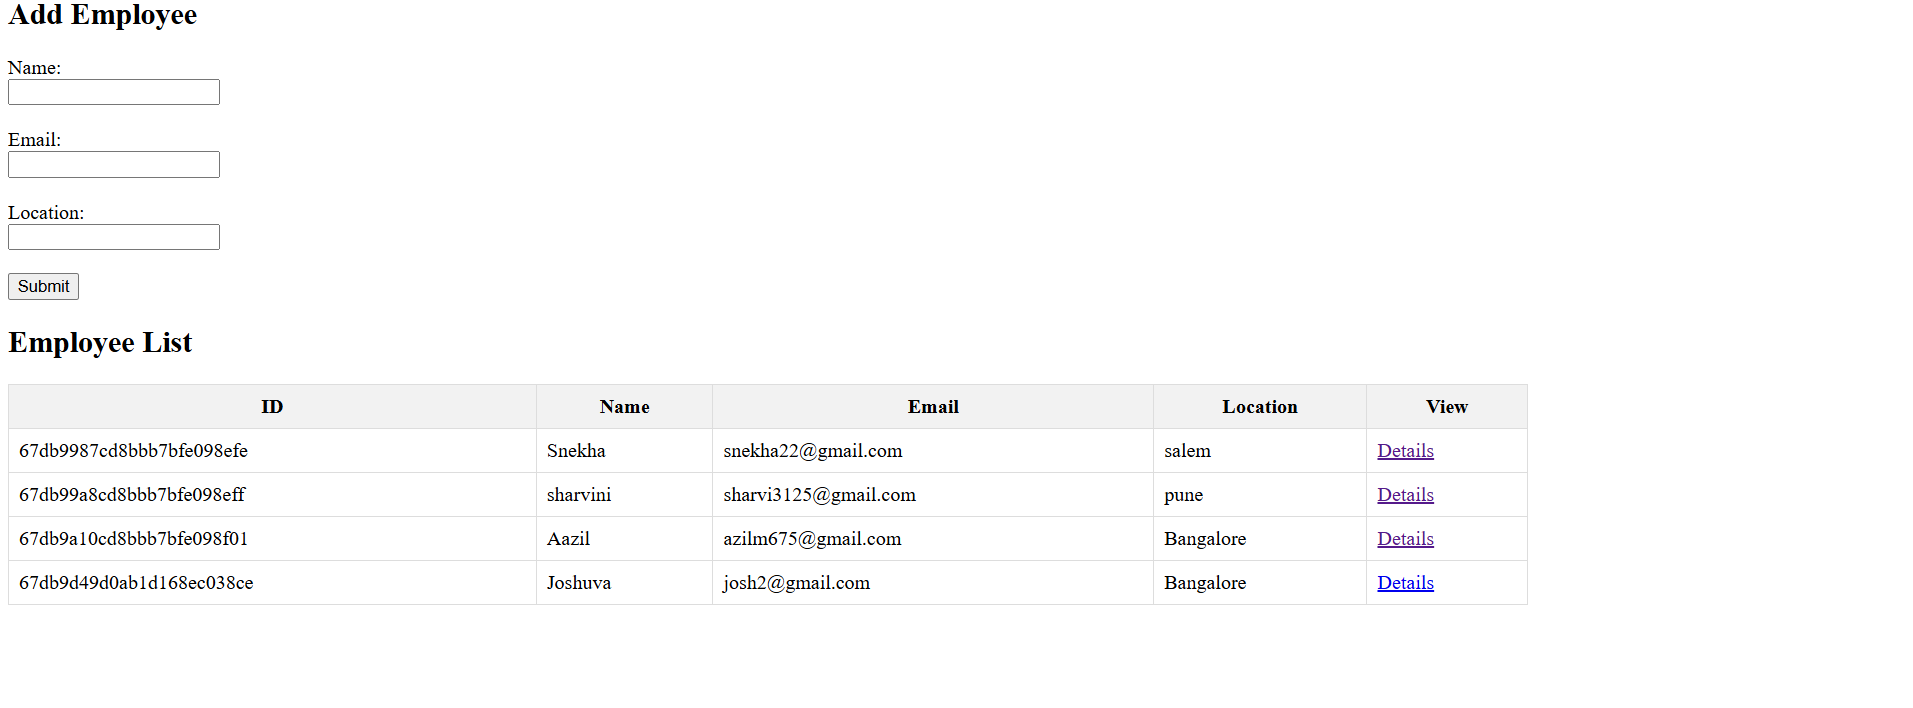 Add Employee
Name:
Email:
Location:
Submit
Employee List
ID Name Email Location View
67db9987cd8bbb7bfe098efe Snekha snekha22@gmail.com salem Details
67db99a8cd8bbb7bfe098eff sharvini sharvi3125@gmail.com pune Details
67db9a10cd8bbb7bfe098f01 Aazil azilm675@gmail.com Bangalore Details
67db9d49d0ab1d168ec038ce Joshuva josh2@gmail.com Bangalore Details